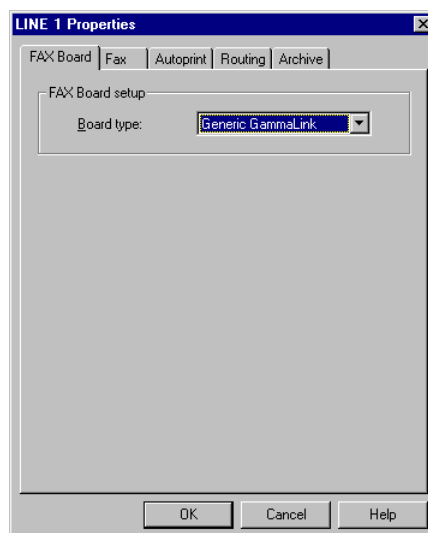 LINE 1 Properties
FAX Board Fax Autoprint Routing Archive
FAX Board setup
Board type: Generic GammaLink
OK Cancel Help